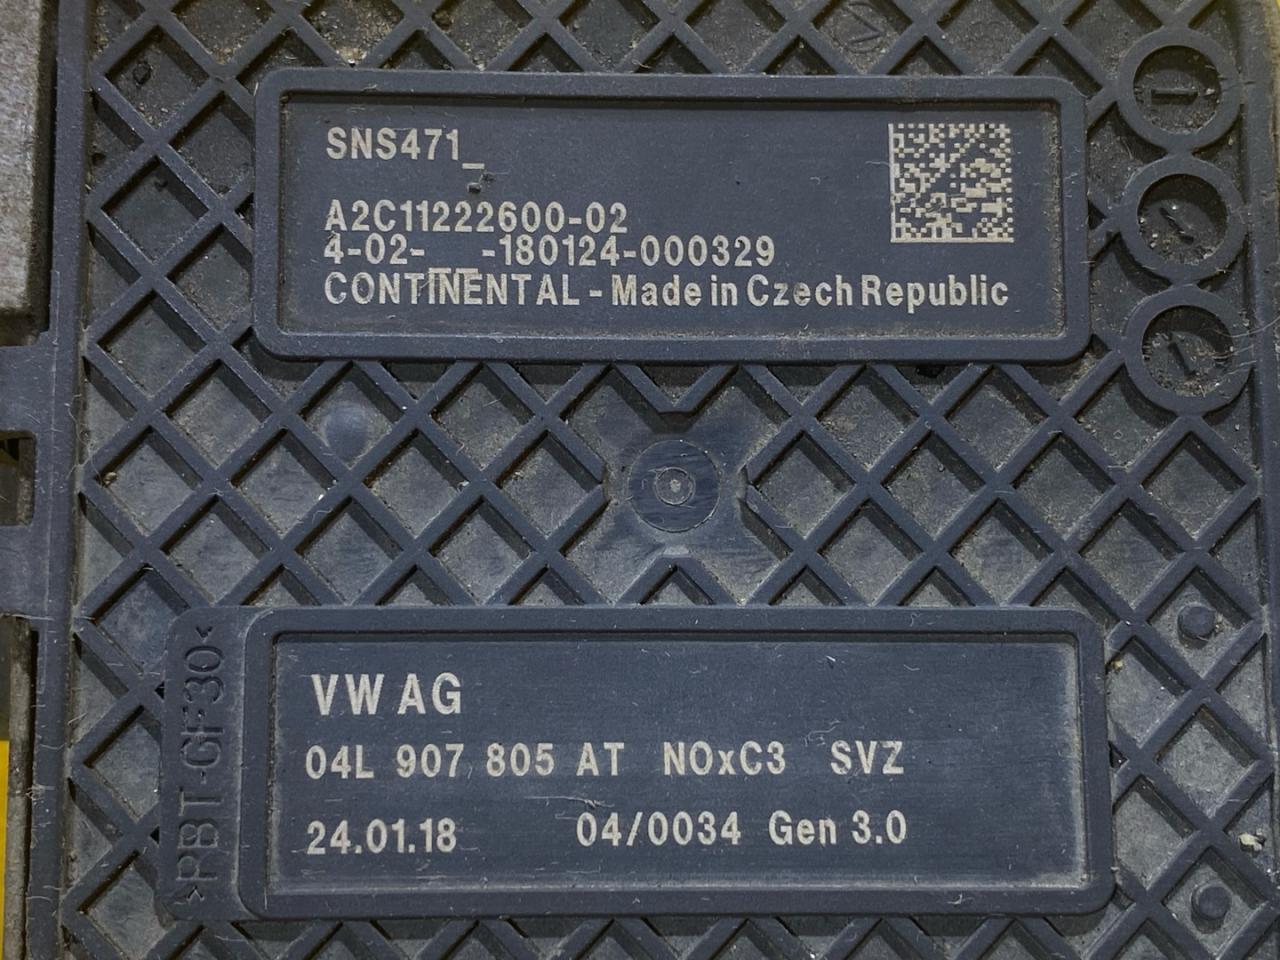 SNS471_
A2C11222600-02
4-02-    -180124-000329
CONTINENTAL - Made in Czech Republic
>PBT-GF30<
VW AG
04L 907 805 AT NOxC3 SVZ
24.01.18 04/0034 Gen 3.0